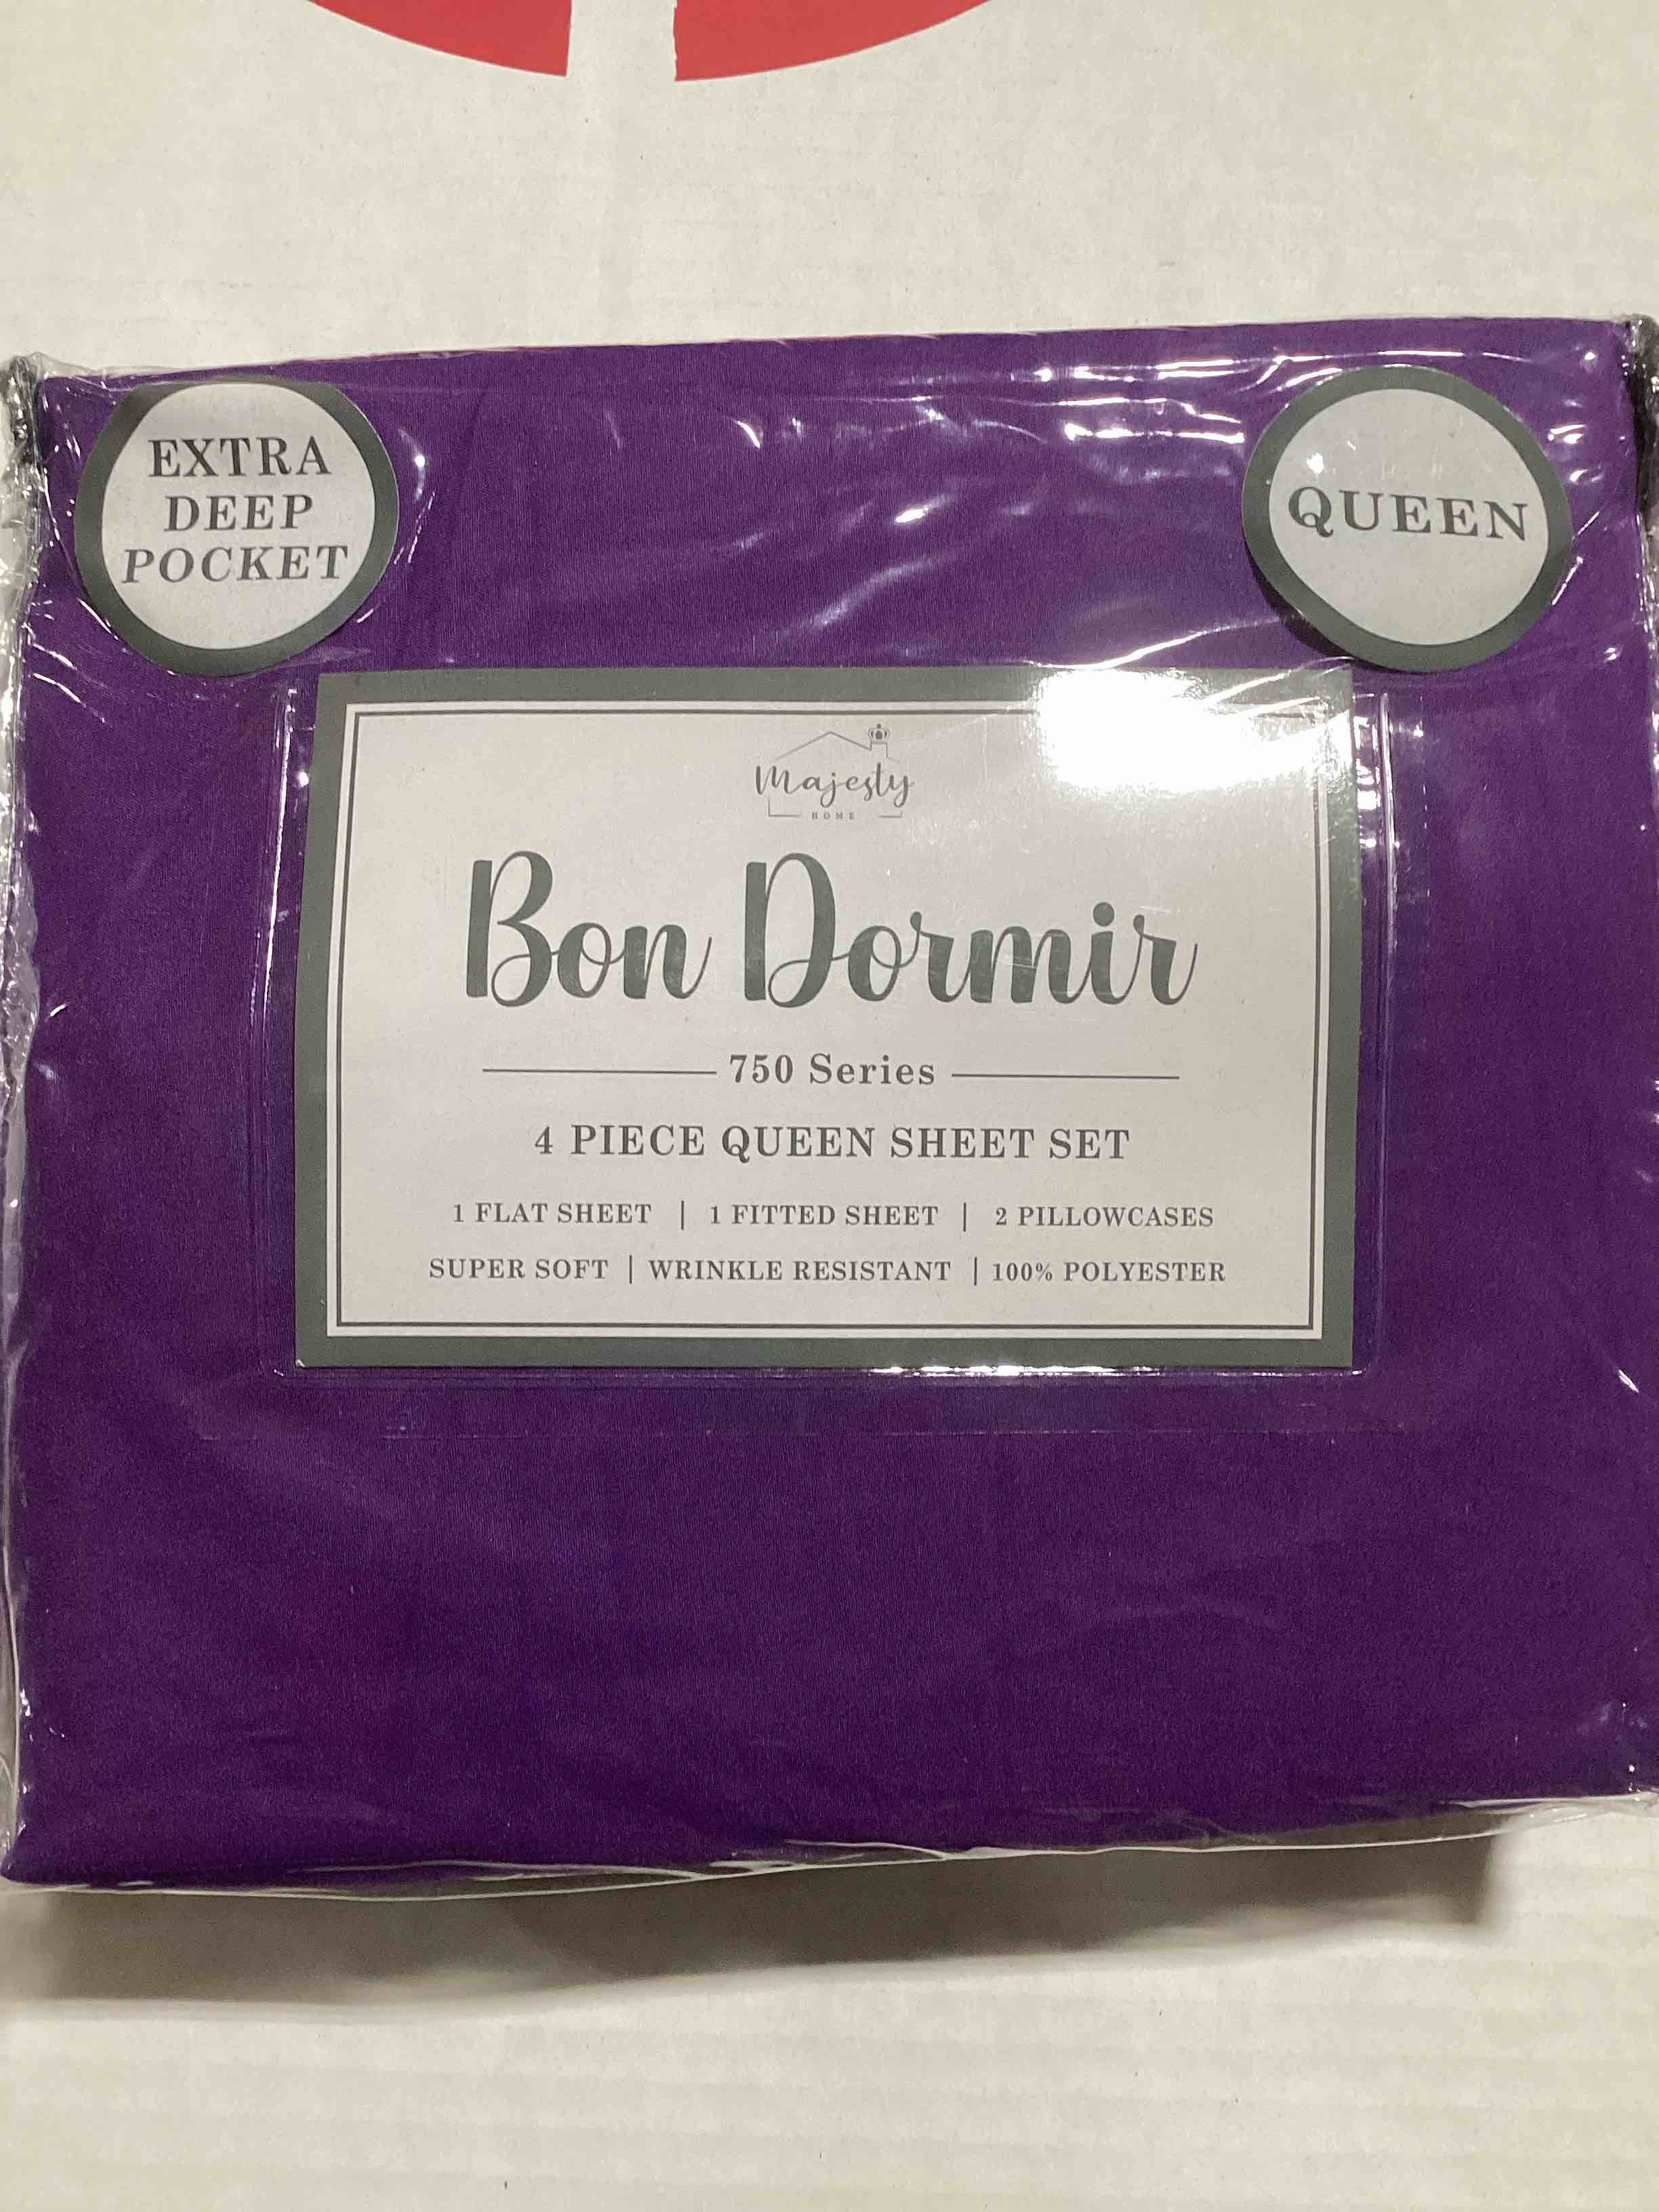 EXTRA
DEEP
POCKET
QUEEN
Majesty
HOME
Bon Dormir
750 Series
4 PIECE QUEEN SHEET SET
1 FLAT SHEET | 1 FITTED SHEET | 2 PILLOWCASES
SUPER SOFT | WRINKLE RESISTANT | 100% POLYESTER